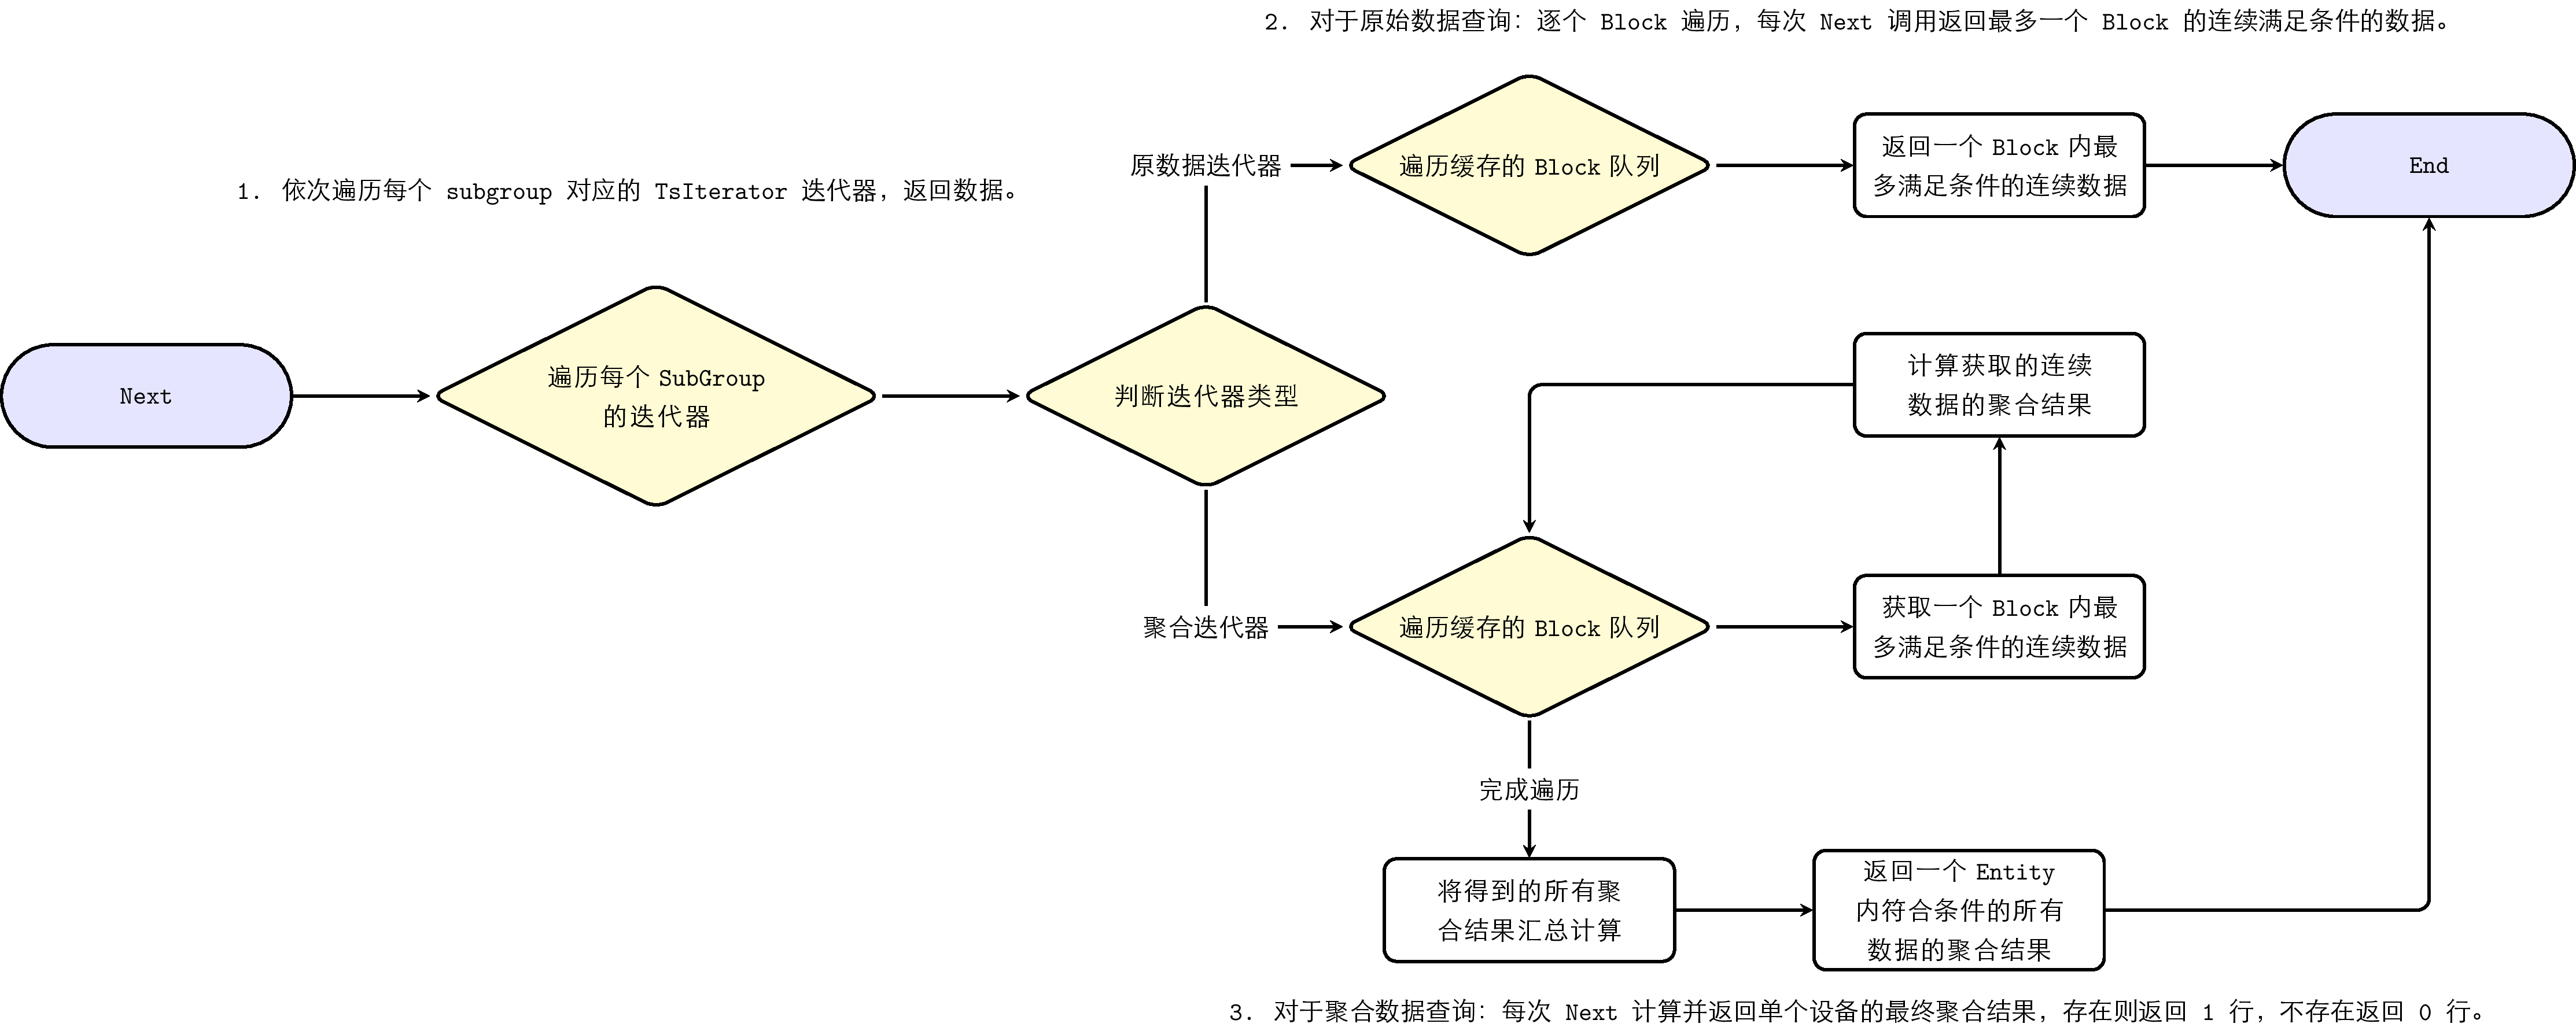 2. 对于原始数据查询：逐个 Block 遍历，每次 Next 调用返回最多一个 Block 的连续满足条件的数据。
1. 依次遍历每个 subgroup 对应的 TsIterator 迭代器，返回数据。
原数据迭代器
遍历缓存的 Block 队列
返回一个 Block 内最
多满足条件的连续数据
End
Next
遍历每个 SubGroup
的迭代器
判断迭代器类型
计算获取的连续
数据的聚合结果
聚合迭代器
遍历缓存的 Block 队列
获取一个 Block 内最
多满足条件的连续数据
完成遍历
将得到的所有聚
合结果汇总计算
返回一个 Entity
内符合条件的所有
数据的聚合结果
3. 对于聚合数据查询：每次 Next 计算并返回单个设备的最终聚合结果，存在则返回 1 行，不存在返回 0 行。